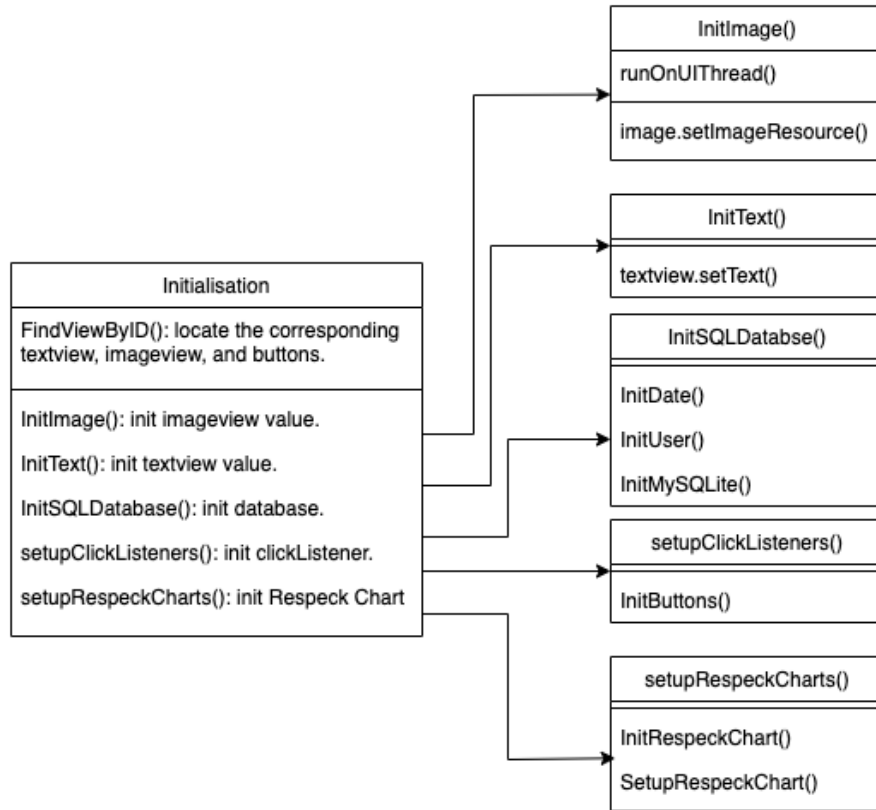 Initialisation
FindViewByID(): locate the corresponding
textview, imageview, and buttons.
InitImage(): init imageview value.
InitText(): init textview value.
InitSQLDatabase(): init database.
setupClickListeners(): init clickListener.
setupRespeckCharts(): init Respeck Chart
InitImage()
runOnUIThread()
image.setImageResource()
InitText()
textview.setText()
InitSQLDatabse()
InitDate()
InitUser()
InitMySQLite()
setupClickListeners()
InitButtons()
setupRespeckCharts()
InitRespeckChart()
SetupRespeckChart()